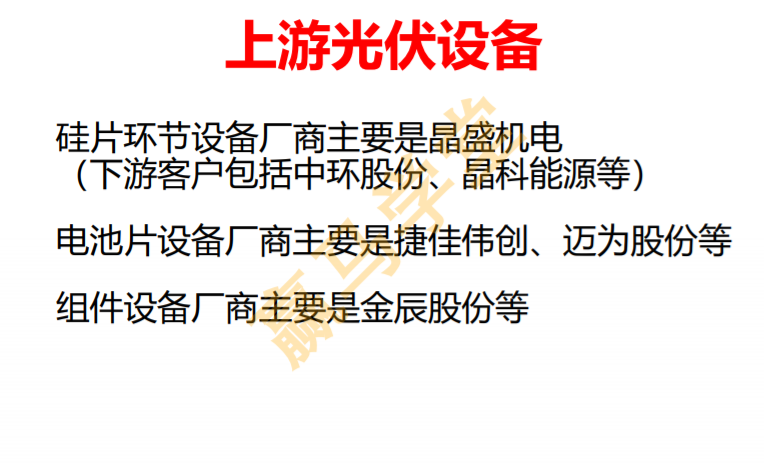 上游光伏设备
硅片环节设备厂商主要是晶盛机电
（下游客户包括中环股份、晶科能源等）
电池片设备厂商主要是捷佳伟创、迈为股份等
组件设备厂商主要是金辰股份等
赢马学堂